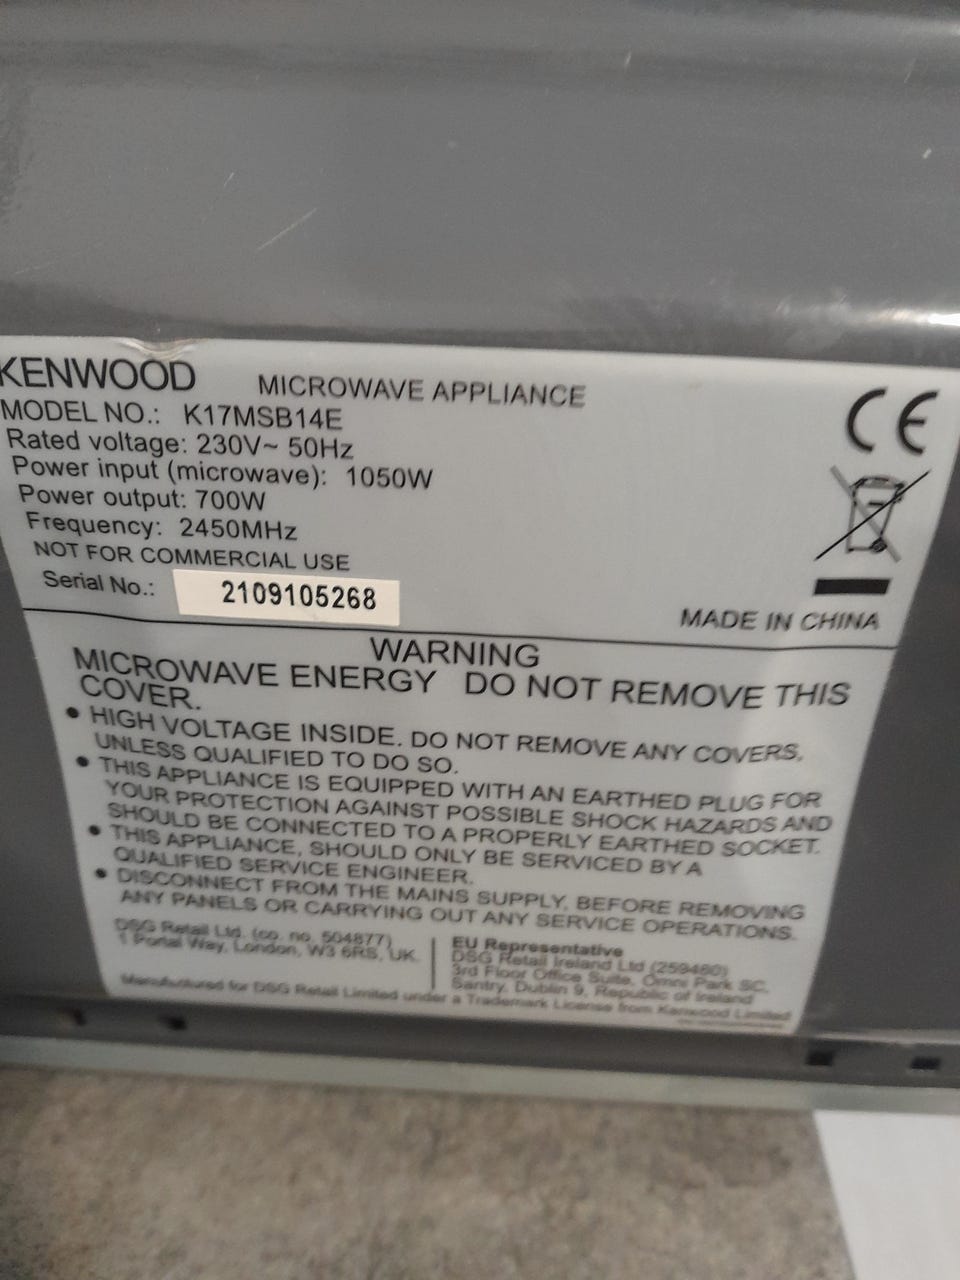 KENWOOD MICROWAVE APPLIANCE
MODEL NO.: K17MSB14E
Rated voltage: 230V~ 50Hz
Power input (microwave): 1050W
Power output: 700W
Frequency: 2450MHz
NOT FOR COMMERCIAL USE
Serial No.: 2109105268
CE
MADE IN CHINA
WARNING
MICROWAVE ENERGY DO NOT REMOVE THIS
COVER.
• HIGH VOLTAGE INSIDE. DO NOT REMOVE ANY COVERS,
UNLESS QUALIFIED TO DO SO.
• THIS APPLIANCE IS EQUIPPED WITH AN EARTHED PLUG FOR
YOUR PROTECTION AGAINST POSSIBLE SHOCK HAZARDS AND
SHOULD BE CONNECTED TO A PROPERLY EARTHED SOCKET.
• THIS APPLIANCE, SHOULD ONLY BE SERVICED BY A
QUALIFIED SERVICE ENGINEER.
• DISCONNECT FROM THE MAINS SUPPLY, BEFORE REMOVING
ANY PANELS OR CARRYING OUT ANY SERVICE OPERATIONS.
DSG Retail Ltd. (co. no. 504877)
1 Portal Way, London, W3 6RS, UK.
EU Representative
DSG Retail Ireland Ltd (259460)
3rd Floor Office Suite, Omni Park SC,
Santry, Dublin 9, Republic of Ireland
Manufactured for DSG Retail Limited under a Trademark License from Kenwood Limited